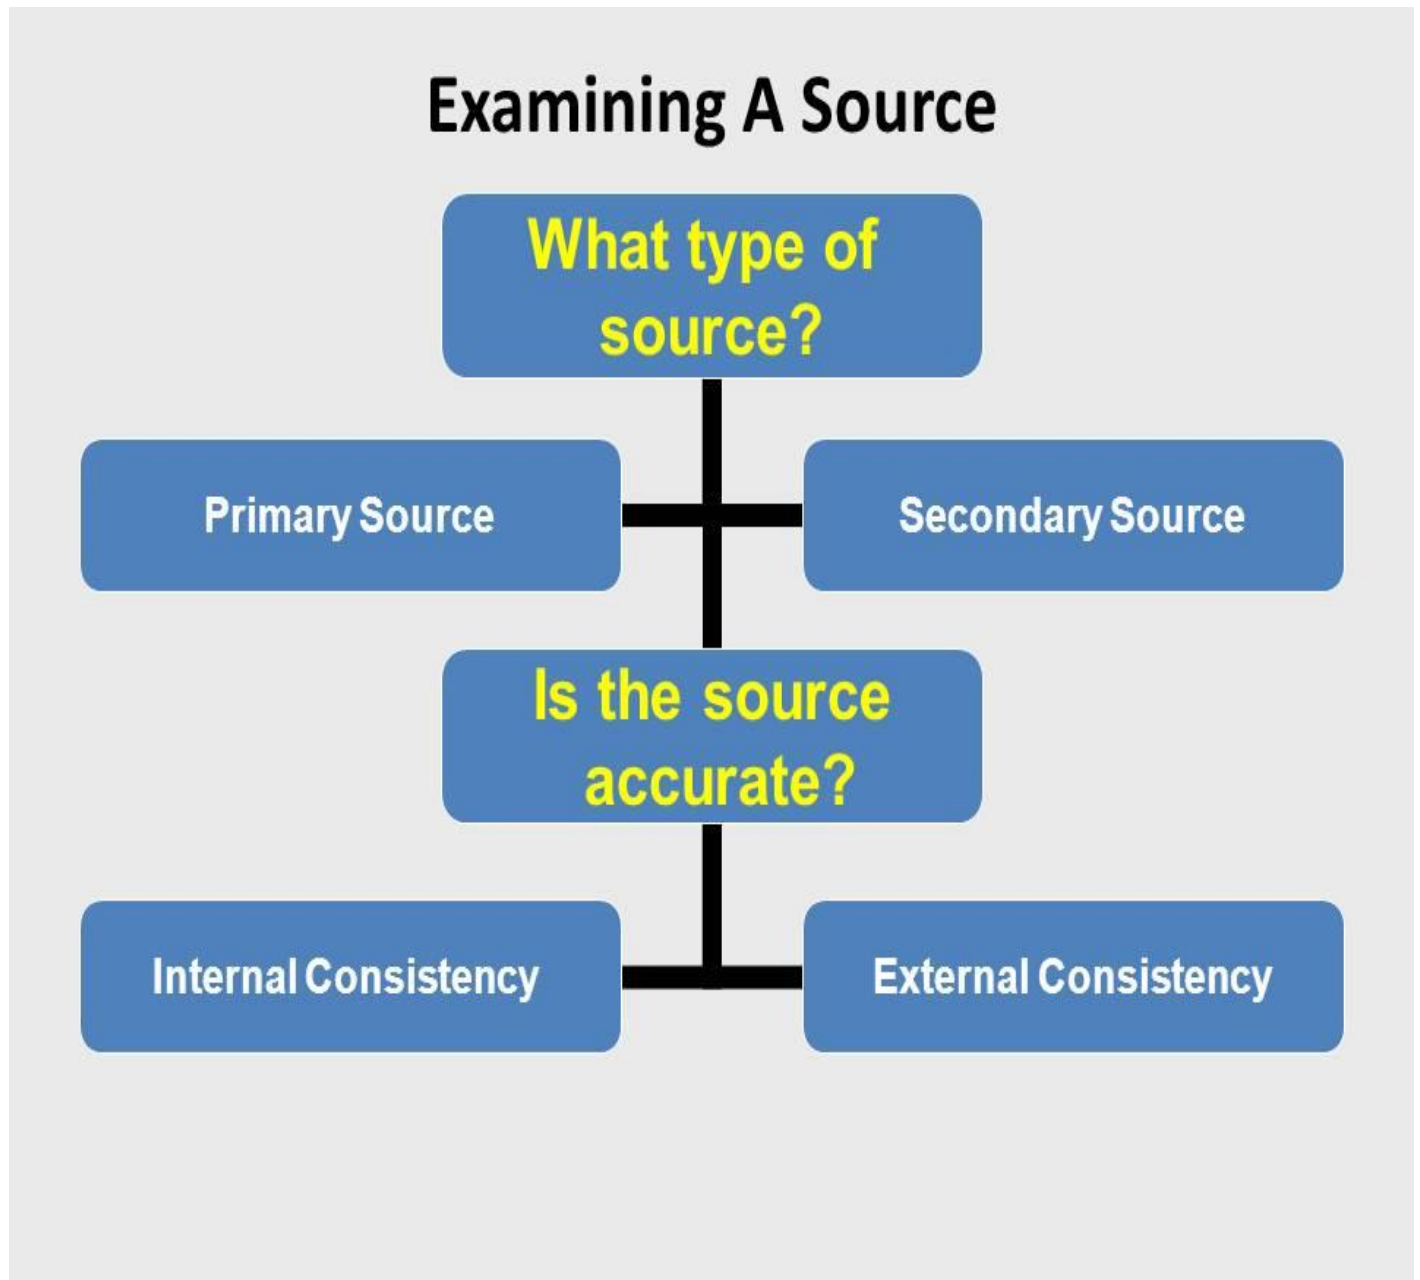 Examining A Source
What type of
source?
Primary Source
Secondary Source
Is the source
accurate?
Internal Consistency
External Consistency